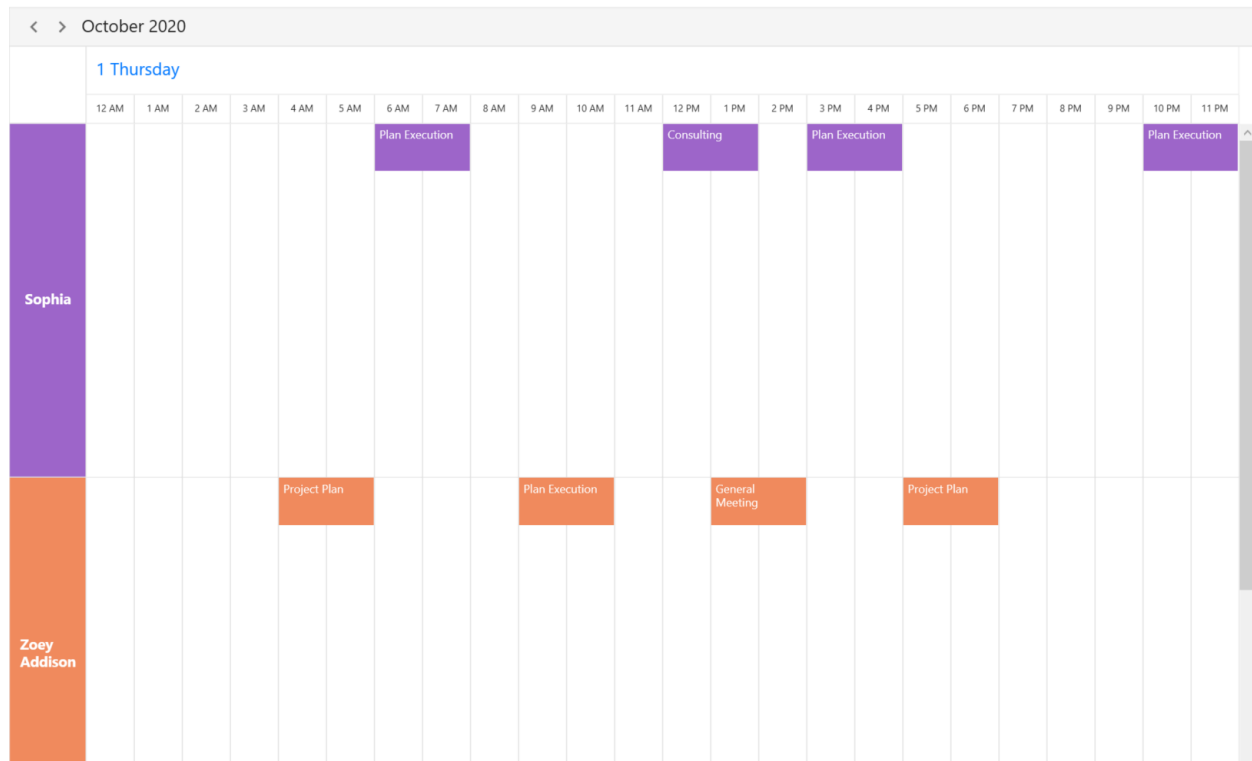 October 2020
1 Thursday
12 AM 1 AM 2 AM 3 AM 4 AM 5 AM 6 AM 7 AM 8 AM 9 AM 10 AM 11 AM 12 PM 1 PM 2 PM 3 PM 4 PM 5 PM 6 PM 7 PM 8 PM 9 PM 10 PM 11 PM
Plan Execution Consulting Plan Execution Plan Execution
Sophia
Project Plan Plan Execution General Project Plan
Meeting
Zoey
Addison